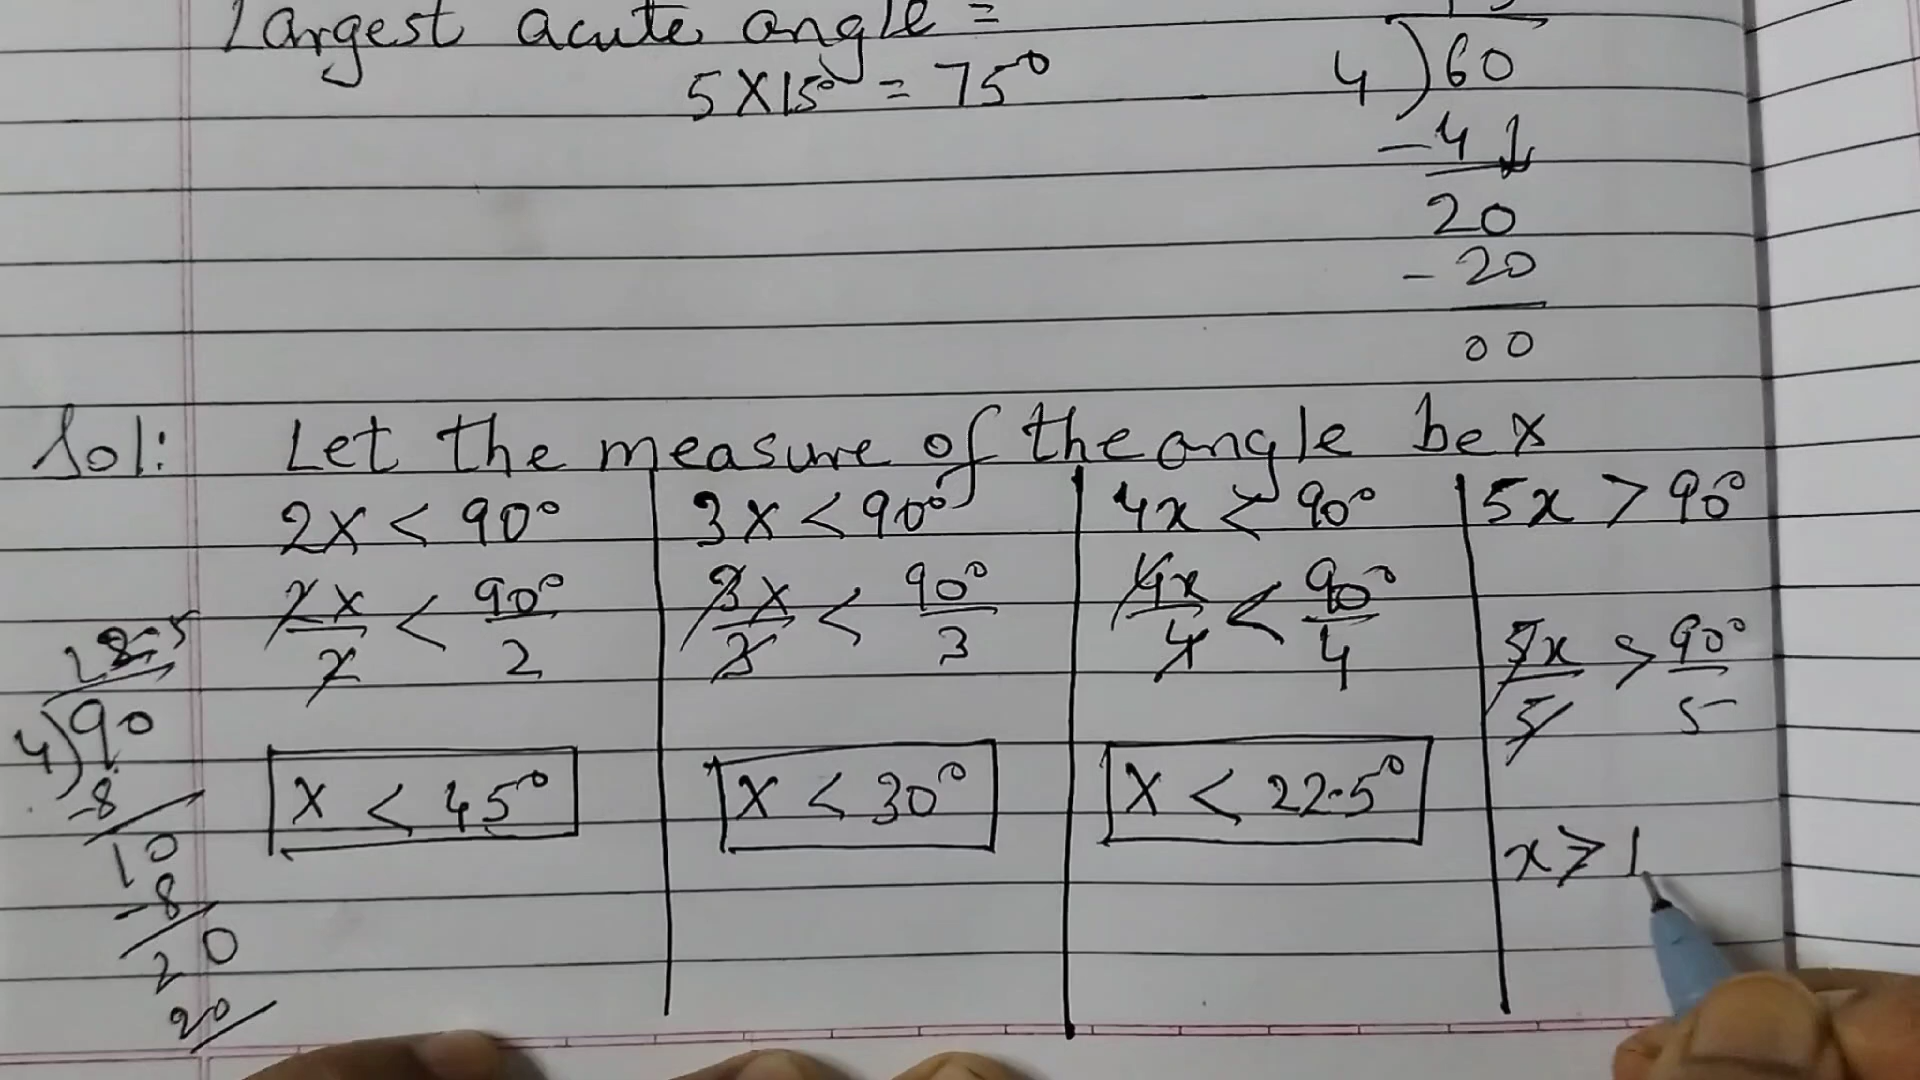 Largest acute angle =
5 X 15° = 75°
4 ) 60
- 4 ↓
20
- 20
00
Sol: Let the measure of the angle be x
2x < 90°
2x/2 < 90°/2
x < 45°
3x < 90°
3x/3 < 90°/3
x < 30°
4x < 90°
4x/4 < 90°/4
x < 22.5°
5x > 90°
5x/5 > 90°/5
x > 1
22.5
4 ) 90
-8
10
-8
20
20